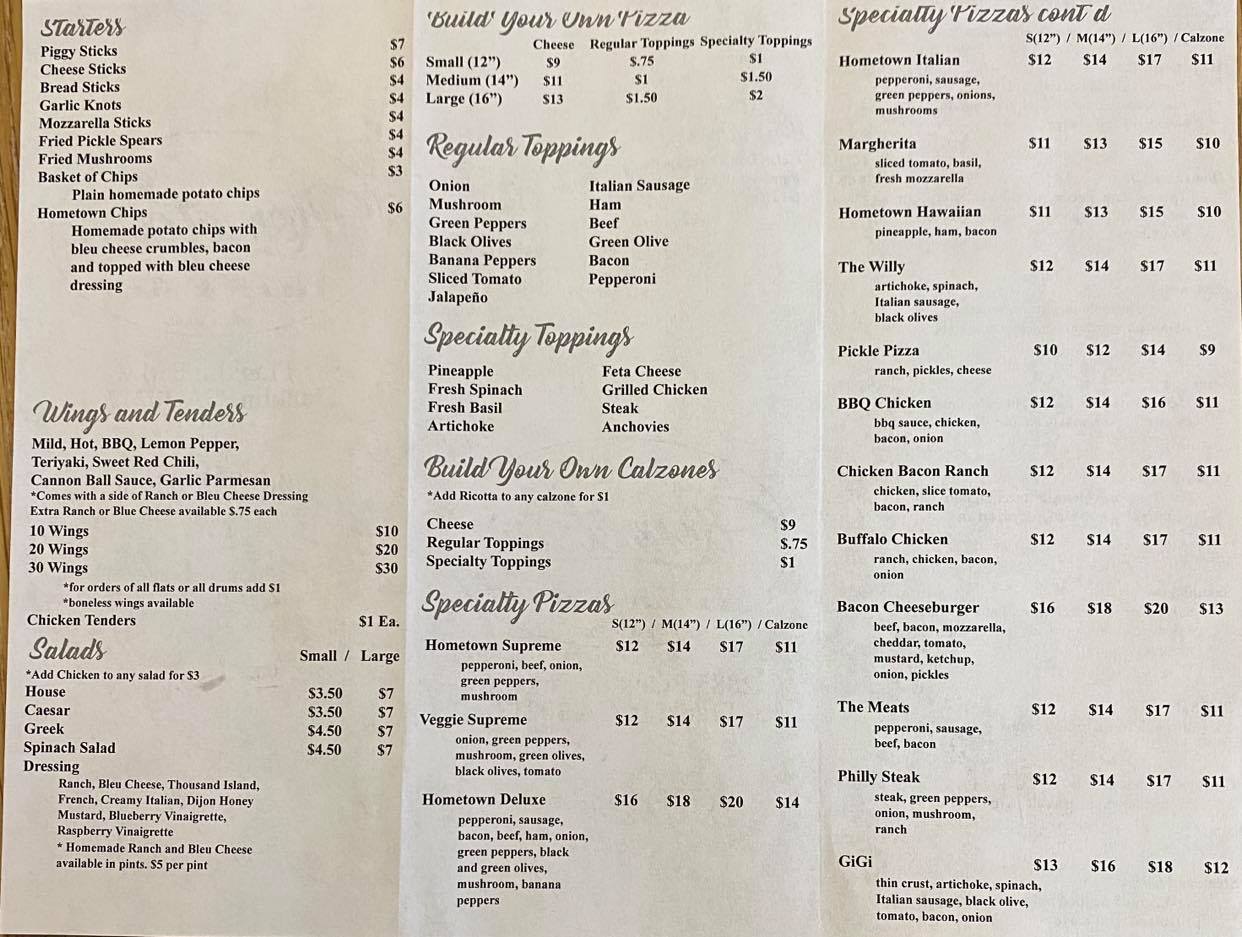 Starters
Piggy Sticks $7
Cheese Sticks $6
Bread Sticks $4
Garlic Knots $4
Mozzarella Sticks $4
Fried Pickle Spears $4
Fried Mushrooms $4
Basket of Chips $3
Plain homemade potato chips
Hometown Chips $6
Homemade potato chips with
bleu cheese crumbles, bacon
and topped with bleu cheese
dressing
Wings and Tenders
Mild, Hot, BBQ, Lemon Pepper,
Teriyaki, Sweet Red Chili,
Cannon Ball Sauce, Garlic Parmesan
*Comes with a side of Ranch or Bleu Cheese Dressing
Extra Ranch or Blue Cheese available $.75 each
10 Wings $10
20 Wings $20
30 Wings $30
*for orders of all flats or all drums add $1
*boneless wings available
Chicken Tenders $1 Ea.
Salads Small / Large
*Add Chicken to any salad for $3
House $3.50 $7
Caesar $3.50 $7
Greek $4.50 $7
Spinach Salad $4.50 $7
Dressing
Ranch, Bleu Cheese, Thousand Island,
French, Creamy Italian, Dijon Honey
Mustard, Blueberry Vinaigrette,
Raspberry Vinaigrette
* Homemade Ranch and Bleu Cheese
available in pints. $5 per pint
Build Your Own Pizza
Cheese Regular Toppings Specialty Toppings
Small (12”) $9 $.75 $1
Medium (14”) $11 $1 $1.50
Large (16”) $13 $1.50 $2
Regular Toppings
Onion Italian Sausage
Mushroom Ham
Green Peppers Beef
Black Olives Green Olive
Banana Peppers Bacon
Sliced Tomato Pepperoni
Jalapeño
Specialty Toppings
Pineapple Feta Cheese
Fresh Spinach Grilled Chicken
Fresh Basil Steak
Artichoke Anchovies
Build Your Own Calzones
*Add Ricotta to any calzone for $1
Cheese $9
Regular Toppings $.75
Specialty Toppings $1
Specialty Pizzas
S(12”) / M(14”) / L(16”) / Calzone
Hometown Supreme $12 $14 $17 $11
pepperoni, beef, onion,
green peppers,
mushroom
Veggie Supreme $12 $14 $17 $11
onion, green peppers,
mushroom, green olives,
black olives, tomato
Hometown Deluxe $16 $18 $20 $14
pepperoni, sausage,
bacon, beef, ham, onion,
green peppers, black
and green olives,
mushroom, banana
peppers
Specialty Pizzas cont'd
S(12”) / M(14”) / L(16”) / Calzone
Hometown Italian $12 $14 $17 $11
pepperoni, sausage,
green peppers, onions,
mushrooms
Margherita $11 $13 $15 $10
sliced tomato, basil,
fresh mozzarella
Hometown Hawaiian $11 $13 $15 $10
pineapple, ham, bacon
The Willy $12 $14 $17 $11
artichoke, spinach,
Italian sausage,
black olives
Pickle Pizza $10 $12 $14 $9
ranch, pickles, cheese
BBQ Chicken $12 $14 $16 $11
bbq sauce, chicken,
bacon, onion
Chicken Bacon Ranch $12 $14 $17 $11
chicken, slice tomato,
bacon, ranch
Buffalo Chicken $12 $14 $17 $11
ranch, chicken, bacon,
onion
Bacon Cheeseburger $16 $18 $20 $13
beef, bacon, mozzarella,
cheddar, tomato,
mustard, ketchup,
onion, pickles
The Meats $12 $14 $17 $11
pepperoni, sausage,
beef, bacon
Philly Steak $12 $14 $17 $11
steak, green peppers,
onion, mushroom,
ranch
GiGi $13 $16 $18 $12
thin crust, artichoke, spinach,
Italian sausage, black olive,
tomato, bacon, onion